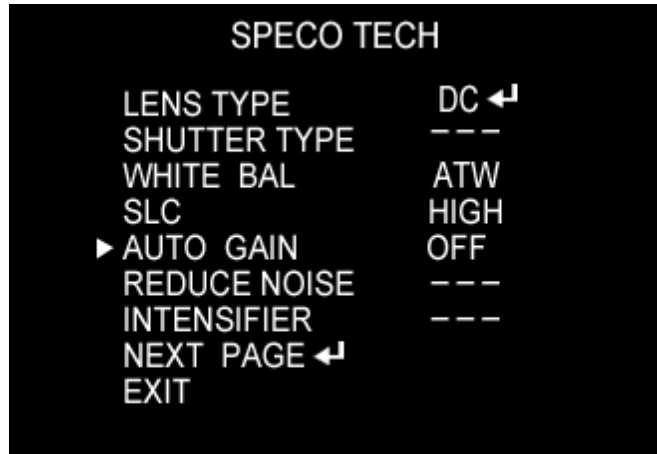 SPECO TECH
LENS TYPE DC ↵
SHUTTER TYPE ---
WHITE BAL ATW
SLC HIGH
▶ AUTO GAIN OFF
REDUCE NOISE ---
INTENSIFIER ---
NEXT PAGE ↵
EXIT